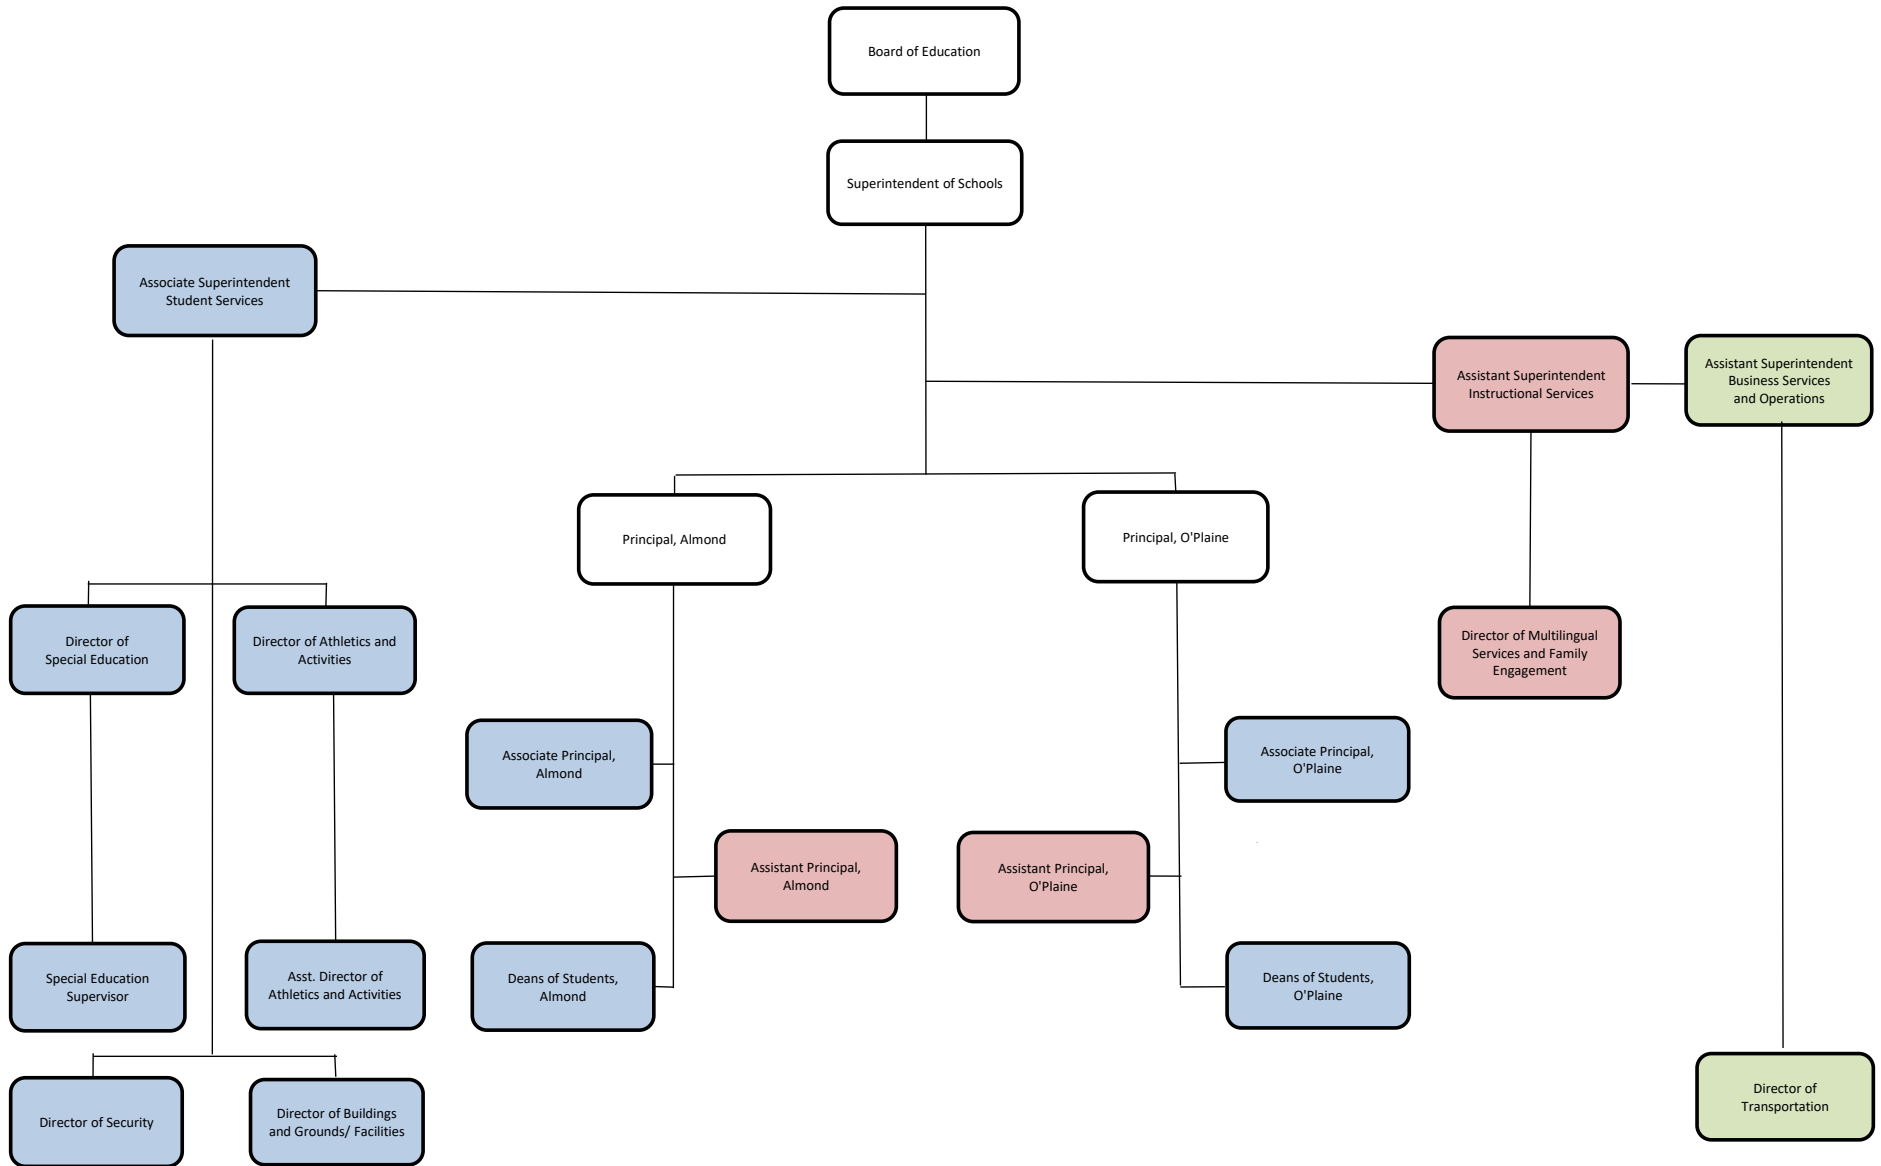 Board of Education
Superintendent of Schools
Associate Superintendent
Student Services
Assistant Superintendent
Instructional Services
Assistant Superintendent
Business Services
and Operations
Principal, Almond
Principal, O'Plaine
Director of
Special Education
Director of Athletics and
Activities
Director of Multilingual
Services and Family
Engagement
Associate Principal,
Almond
Associate Principal,
O'Plaine
Assistant Principal,
Almond
Assistant Principal,
O'Plaine
Special Education
Supervisor
Asst. Director of
Athletics and Activities
Deans of Students,
Almond
Deans of Students,
O'Plaine
Director of Security
Director of Buildings
and Grounds/ Facilities
Director of
Transportation